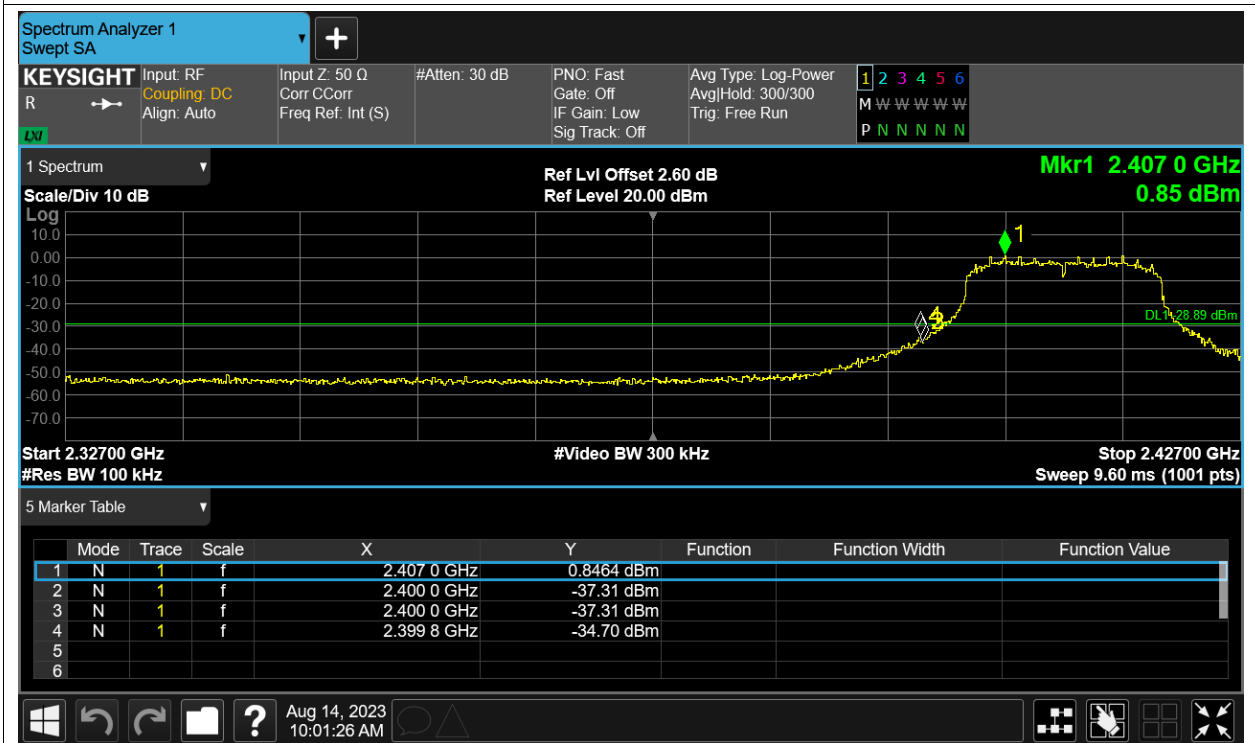 Spectrum Analyzer 1
Swept SA
KEYSIGHT
R
LXI
Input: RF
Coupling: DC
Align: Auto
Input Z: 50 Ω
Corr CCorr
Freq Ref: Int (S)
#Atten: 30 dB
PNO: Fast
Gate: Off
IF Gain: Low
Sig Track: Off
Avg Type: Log-Power
Avg|Hold: 300/300
Trig: Free Run
1 2 3 4 5 6
M W W W W W
P N N N N N
1 Spectrum
Scale/Div 10 dB
Ref Lvl Offset 2.60 dB
Ref Level 20.00 dBm
Mkr1 2.407 0 GHz
0.85 dBm
Log
10.0
0.00
-10.0
-20.0
-30.0
-40.0
-50.0
-60.0
-70.0
1
DL1 -28.89 dBm
Start 2.32700 GHz
#Video BW 300 kHz
Stop 2.42700 GHz
#Res BW 100 kHz
Sweep 9.60 ms (1001 pts)
5 Marker Table
Mode Trace Scale X Y Function Function Width Function Value
1 N 1 f 2.407 0 GHz 0.8464 dBm
2 N 1 f 2.400 0 GHz -37.31 dBm
3 N 1 f 2.400 0 GHz -37.31 dBm
4 N 1 f 2.399 8 GHz -34.70 dBm
5
6
?
Aug 14, 2023
10:01:26 AM